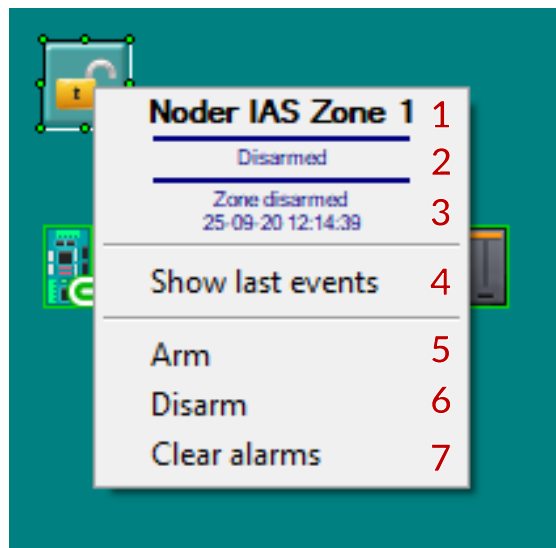 t
Noder IAS Zone 1 1
Disarmed 2
Zone disarmed
25-09-20 12:14:39 3
Show last events 4
Arm 5
Disarm 6
Clear alarms 7